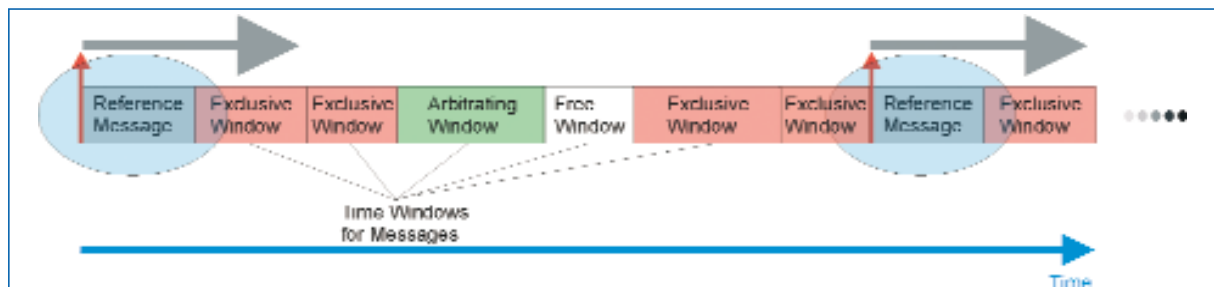 Reference Message
Exclusive Window
Exclusive Window
Arbitrating Window
Free Window
Exclusive Window
Exclusive Window
Reference Message
Exclusive Window
Time Windows
for Messages
Time